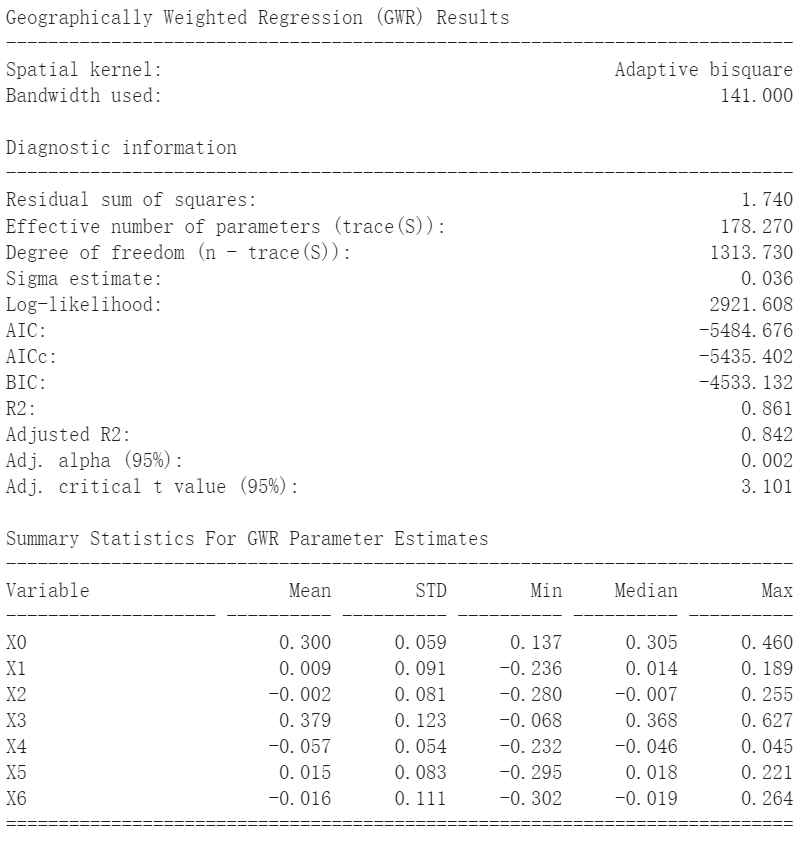 Geographically Weighted Regression (GWR) Results
---------------------------------------------------------------------------
Spatial kernel: Adaptive bisquare
Bandwidth used: 141.000
Diagnostic information
---------------------------------------------------------------------------
Residual sum of squares: 1.740
Effective number of parameters (trace(S)): 178.270
Degree of freedom (n - trace(S)): 1313.730
Sigma estimate: 0.036
Log-likelihood: 2921.608
AIC: -5484.676
AICc: -5435.402
BIC: -4533.132
R2: 0.861
Adjusted R2: 0.842
Adj. alpha (95%): 0.002
Adj. critical t value (95%): 3.101
Summary Statistics For GWR Parameter Estimates
---------------------------------------------------------------------------
Variable Mean STD Min Median Max
-------------------- ---------- ---------- ---------- ---------- ----------
X0 0.300 0.059 0.137 0.305 0.460
X1 0.009 0.091 -0.236 0.014 0.189
X2 -0.002 0.081 -0.280 -0.007 0.255
X3 0.379 0.123 -0.068 0.368 0.627
X4 -0.057 0.054 -0.232 -0.046 0.045
X5 0.015 0.083 -0.295 0.018 0.221
X6 -0.016 0.111 -0.302 -0.019 0.264
===========================================================================